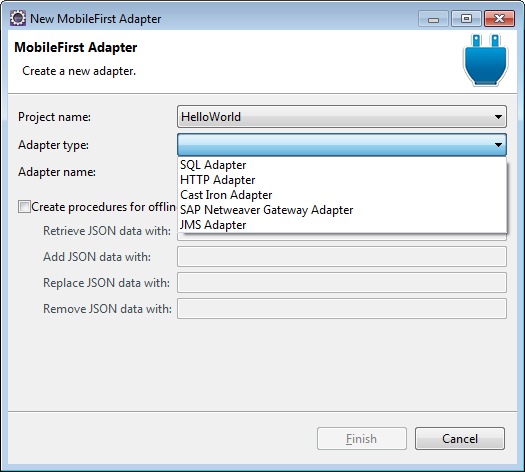 New MobileFirst Adapter
MobileFirst Adapter
Create a new adapter.
Project name:
HelloWorld
Adapter type:
SQL Adapter
HTTP Adapter
Cast Iron Adapter
SAP Netweaver Gateway Adapter
JMS Adapter
Adapter name:
Create procedures for offlin
Retrieve JSON data with:
Add JSON data with:
Replace JSON data with:
Remove JSON data with:
Finish
Cancel